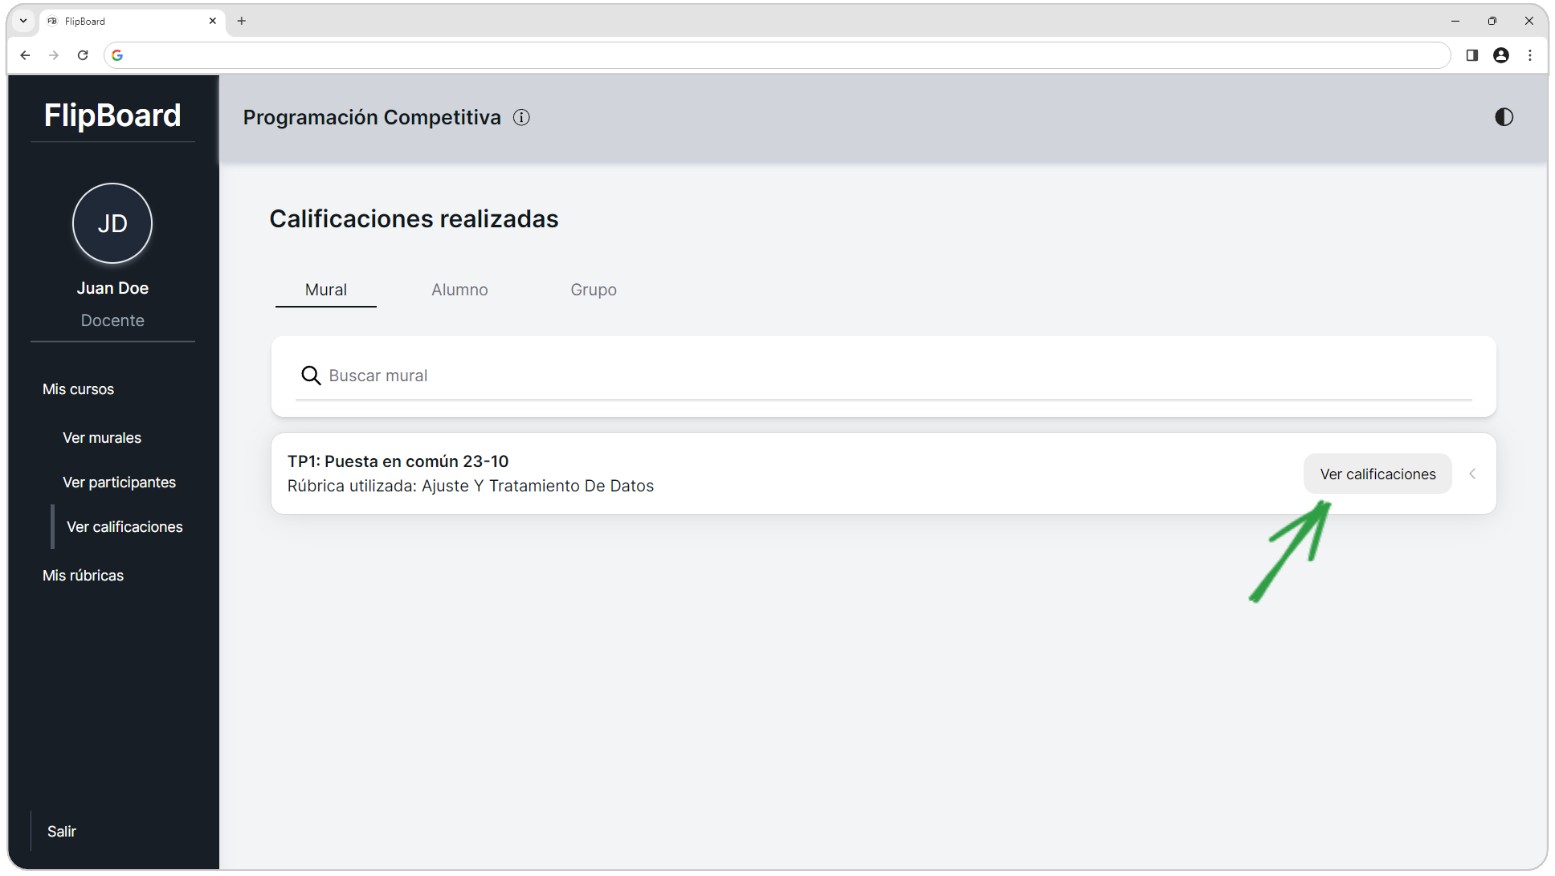 FlipBoard
FlipBoard
Programación Competitiva
JD
Juan Doe
Docente
Mis cursos
Ver murales
Ver participantes
Ver calificaciones
Mis rúbricas
Salir
Calificaciones realizadas
Mural Alumno Grupo
Buscar mural
TP1: Puesta en común 23-10
Rúbrica utilizada: Ajuste Y Tratamiento De Datos
Ver calificaciones